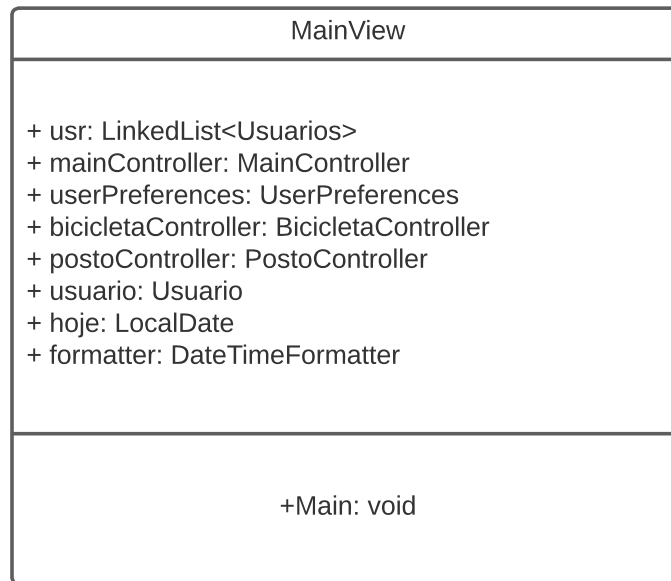 MainView
+ usr: LinkedList<Usuarios>
+ mainController: MainController
+ userPreferences: UserPreferences
+ bicicletaController: BicicletaController
+ postoController: PostoController
+ usuario: Usuario
+ hoje: LocalDate
+ formatter: DateTimeFormatter
+Main: void